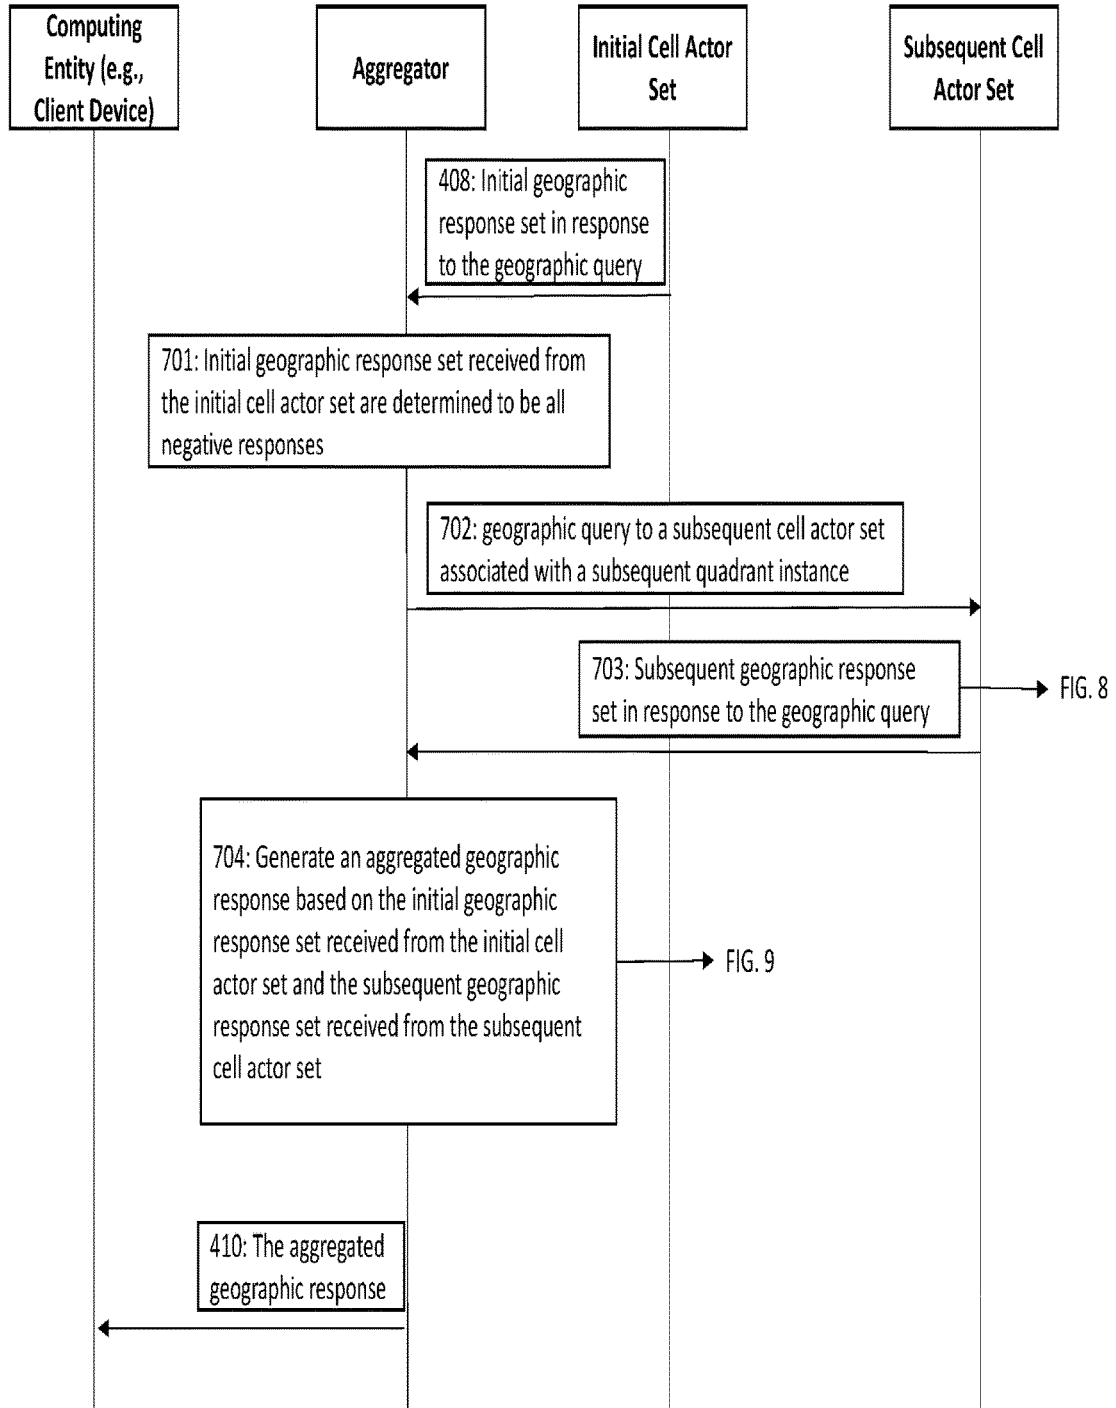 Computing
Entity (e.g.,
Client Device)
Aggregator
Initial Cell Actor
Set
Subsequent Cell
Actor Set
408: Initial geographic
response set in response
to the geographic query
701: Initial geographic response set received from
the initial cell actor set are determined to be all
negative responses
702: geographic query to a subsequent cell actor set
associated with a subsequent quadrant instance
703: Subsequent geographic response
set in response to the geographic query
FIG. 8
704: Generate an aggregated geographic
response based on the initial geographic
response set received from the initial cell
actor set and the subsequent geographic
response set received from the subsequent
cell actor set
FIG. 9
410: The aggregated
geographic response